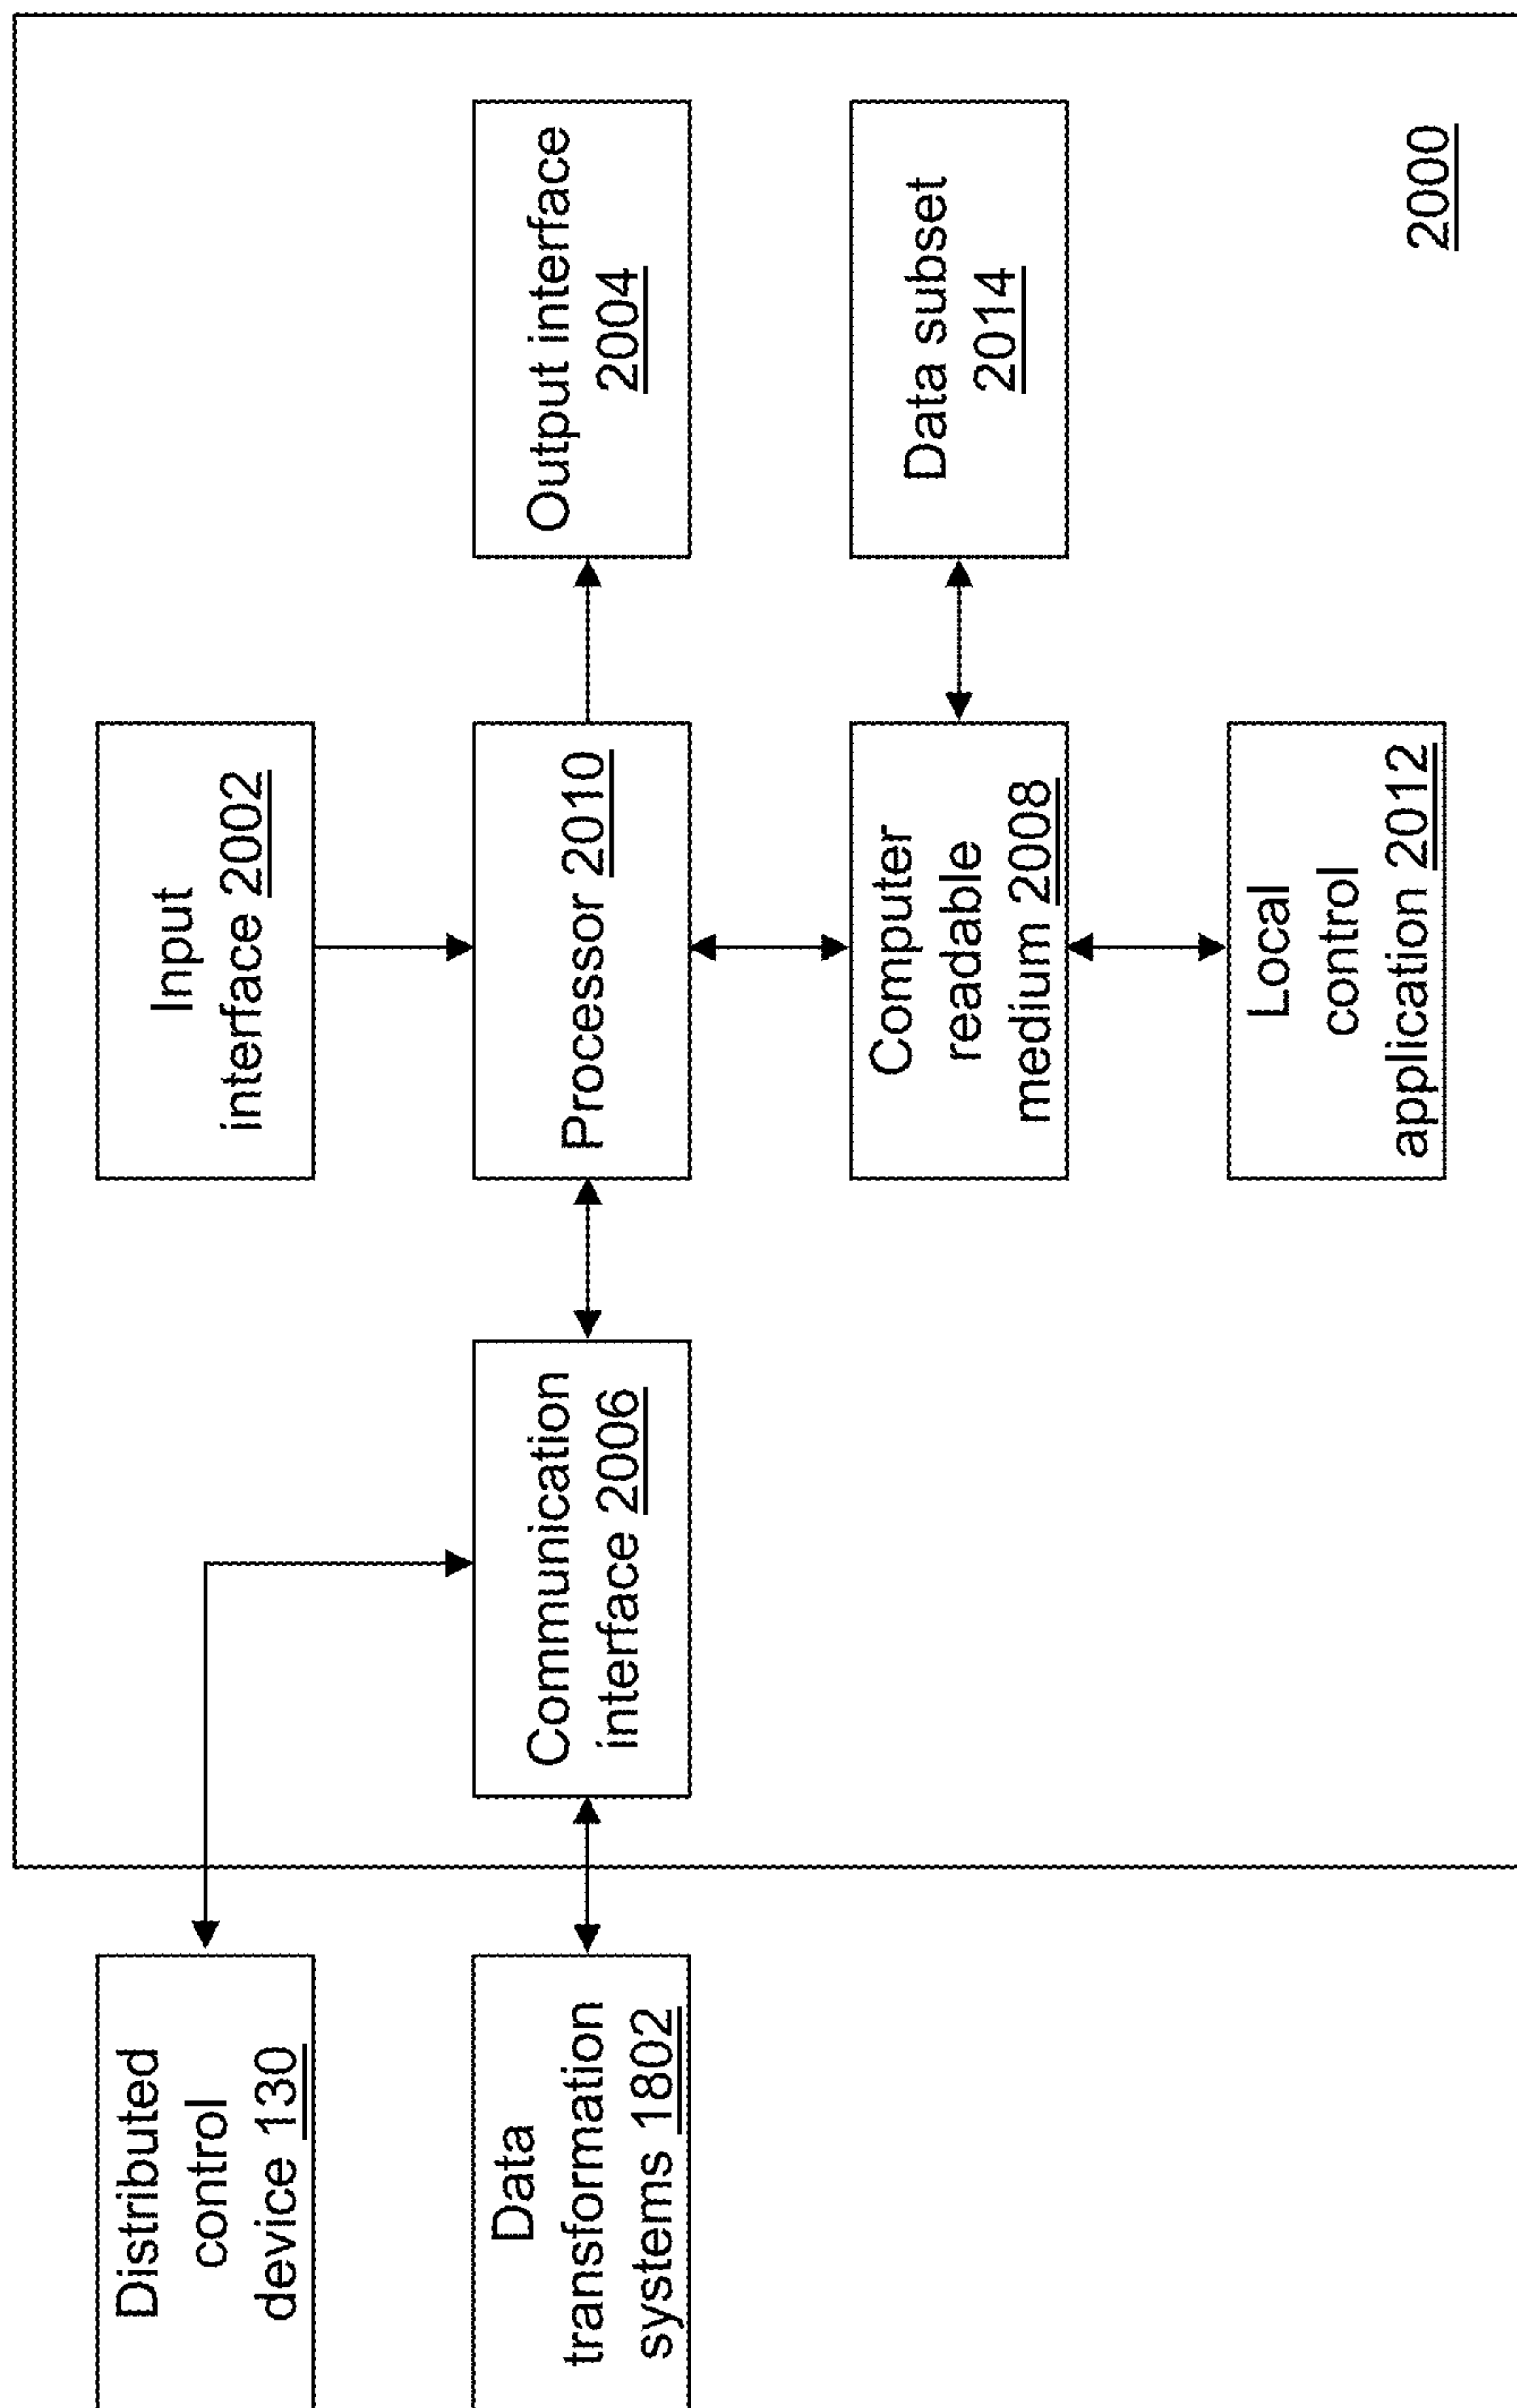 Distributed
control
device 130
Data
transformation
systems 1802
Communication
interface 2006
Input
interface 2002
Processor 2010
Computer
readable
medium 2008
Local
control
application 2012
Output interface
2004
Data subset
2014
2000